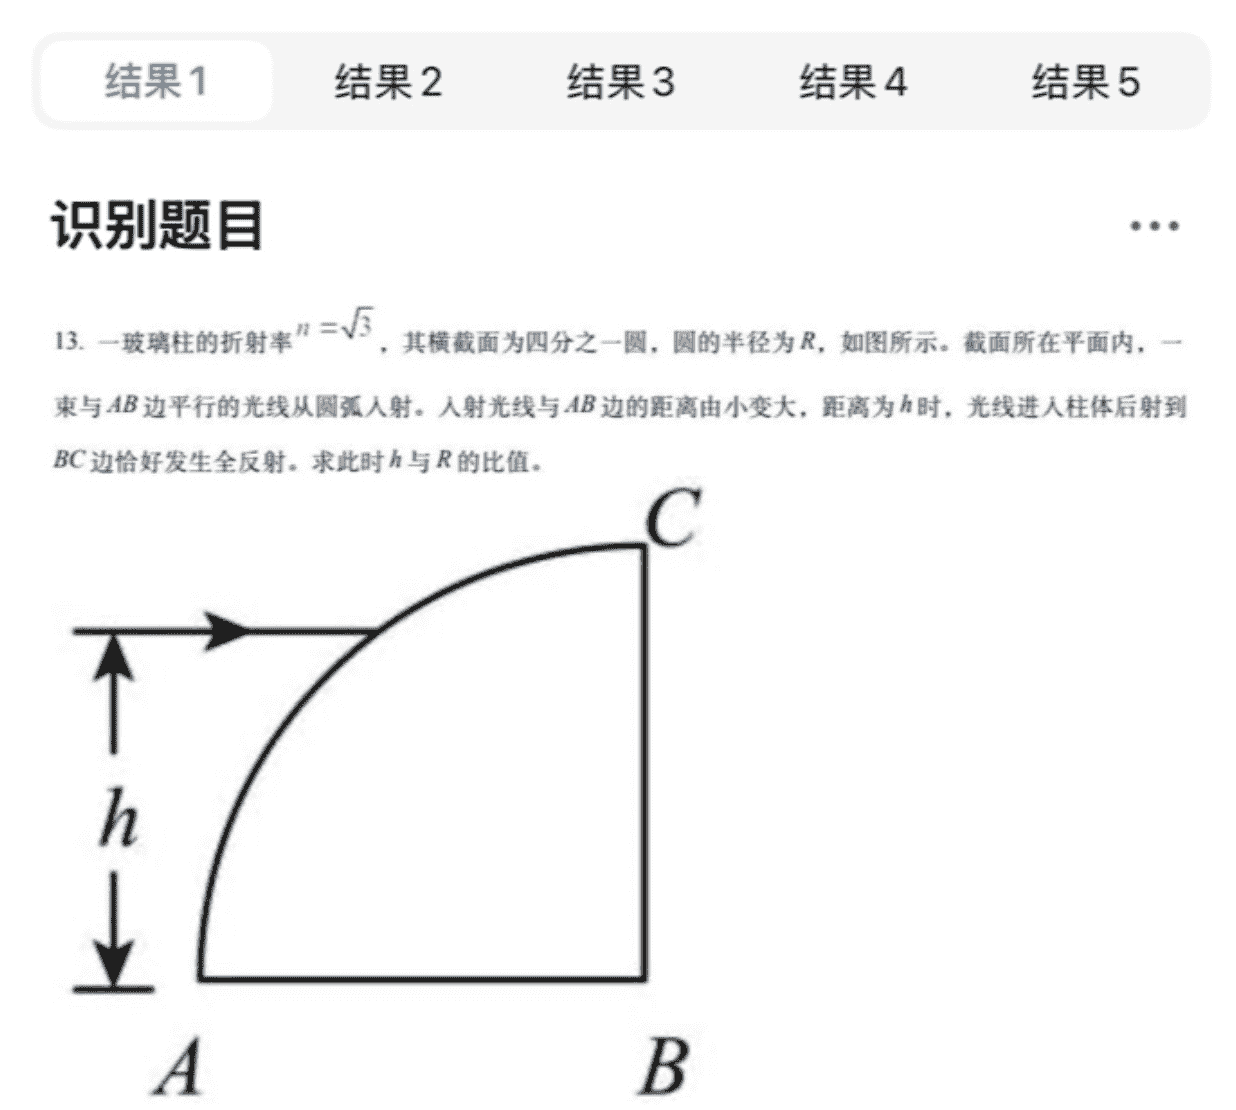 结果1 结果2 结果3 结果4 结果5
识别题目
13. 一玻璃柱的折射率 n=√3 ，其横截面为四分之一圆，圆的半径为R，如图所示。截面所在平面内，一
束与AB边平行的光线从圆弧入射。入射光线与AB边的距离由小变大，距离为h时，光线进入柱体后射到
BC边恰好发生全反射。求此时h与R的比值。
C
h
A
B